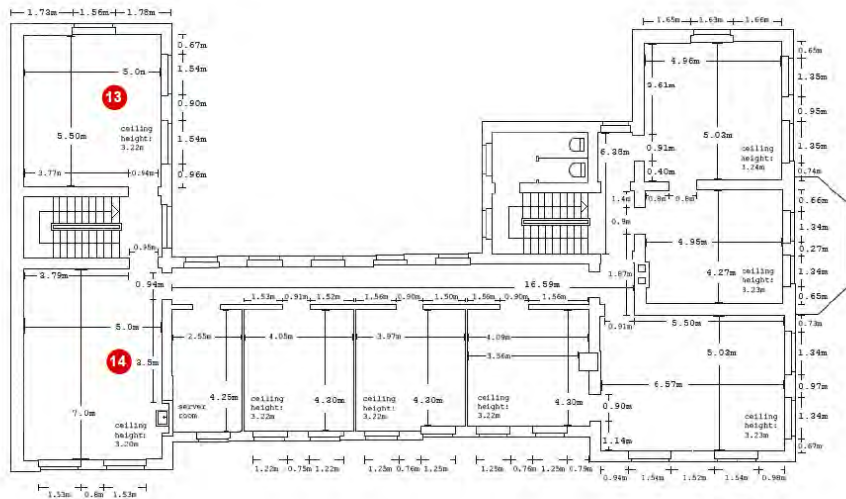 1.73m 1.56m 1.78m
1.65m 1.63m 1.66m
0.67m
1.54m
0.90m
1.54m
0.96m
5.0m
13
5.50m
ceiling
height:
3.22m
3.77m 0.94m
4.96m
5.03m
0.91m
0.40m
6.38m
ceiling
height:
3.24m
0.65m
1.35m
0.95m
1.35m
0.74m
0.8m 0.8m
1.4m
0.9m
1.87m
4.95m
4.27m
ceiling
height:
3.23m
0.66m
1.34m
0.27m
1.34m
0.65m
0.95m
0.94m
5.0m
14
7.0m
ceiling
height:
3.20m
16.59m
1.53m 0.91m 1.52m
1.56m 0.90m 1.50m
1.56m 0.90m 1.56m
2.55m
4.25m
server
room
4.05m
4.30m
ceiling
height:
3.22m
3.97m
4.30m
ceiling
height:
3.22m
4.09m
3.56m
4.30m
ceiling
height:
3.22m
0.91m
5.50m
5.03m
6.57m
0.90m
1.14m
ceiling
height:
3.23m
0.73m
1.34m
0.97m
1.34m
0.67m
1.22m 0.75m 1.22m
1.25m 0.76m 1.25m
1.25m 0.76m 1.25m 0.79m
0.94m 1.54m 1.52m 1.54m 0.98m
1.53m 0.8m 1.53m